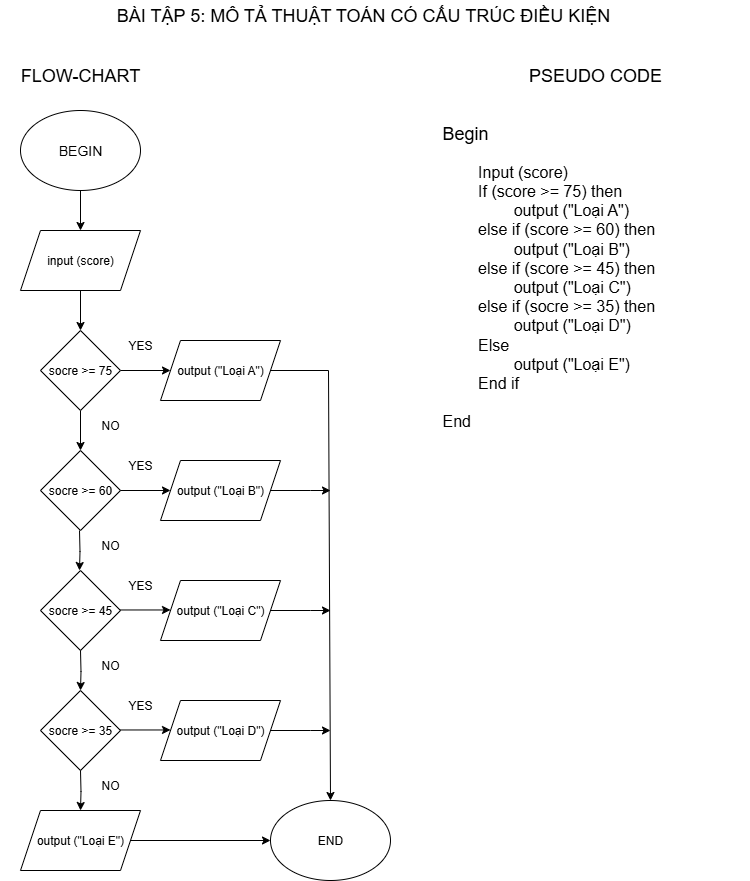 BÀI TẬP 5: MÔ TẢ THUẬT TOÁN CÓ CẤU TRÚC ĐIỀU KIỆN
FLOW-CHART
BEGIN
input (score)
socre >= 75
YES
output ("Loại A")
NO
socre >= 60
YES
output ("Loại B")
NO
socre >= 45
YES
output ("Loại C")
NO
socre >= 35
YES
output ("Loại D")
NO
output ("Loại E")
END
PSEUDO CODE
Begin
Input (score)
If (score >= 75) then
output ("Loại A")
else if (score >= 60) then
output ("Loại B")
else if (score >= 45) then
output ("Loại C")
else if (socre >= 35) then
output ("Loại D")
Else
output ("Loại E")
End if
End